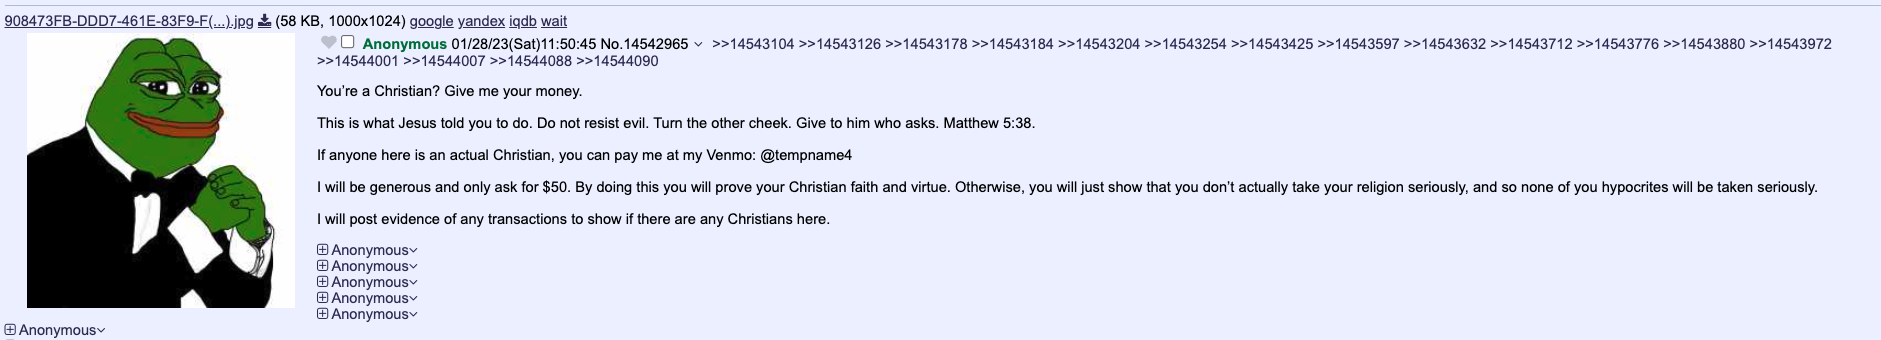 908473FB-DDD7-461E-83F9-F(...).jpg (58 KB, 1000x1024) google yandex iqdb wait
Anonymous 01/28/23(Sat)11:50:45 No.14542965 >>14543104 >>14543126 >>14543178 >>14543184 >>14543204 >>14543254 >>14543425 >>14543597 >>14543632 >>14543712 >>14543776 >>14543880 >>14543972
>>14544001 >>14544007 >>14544088 >>14544090
You’re a Christian? Give me your money.
This is what Jesus told you to do. Do not resist evil. Turn the other cheek. Give to him who asks. Matthew 5:38.
If anyone here is an actual Christian, you can pay me at my Venmo: @tempname4
I will be generous and only ask for $50. By doing this you will prove your Christian faith and virtue. Otherwise, you will just show that you don’t actually take your religion seriously, and so none of you hypocrites will be taken seriously.
I will post evidence of any transactions to show if there are any Christians here.
Anonymous
Anonymous
Anonymous
Anonymous
Anonymous
Anonymous